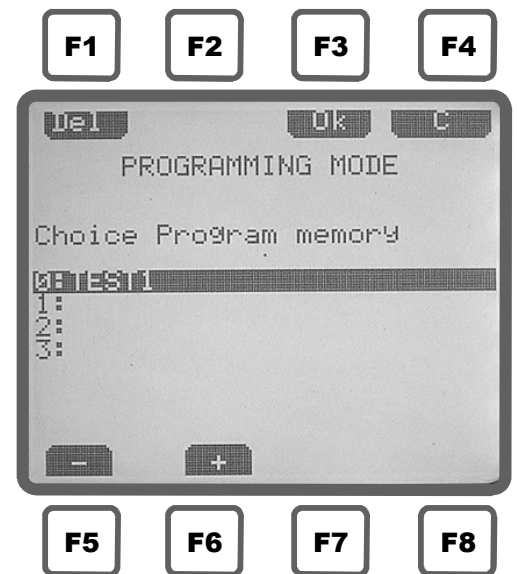 F1 F2 F3 F4
Del Ok C
PROGRAMMING MODE
Choice Program memory
0:TEST1
1:
2:
3:
- +
F5 F6 F7 F8